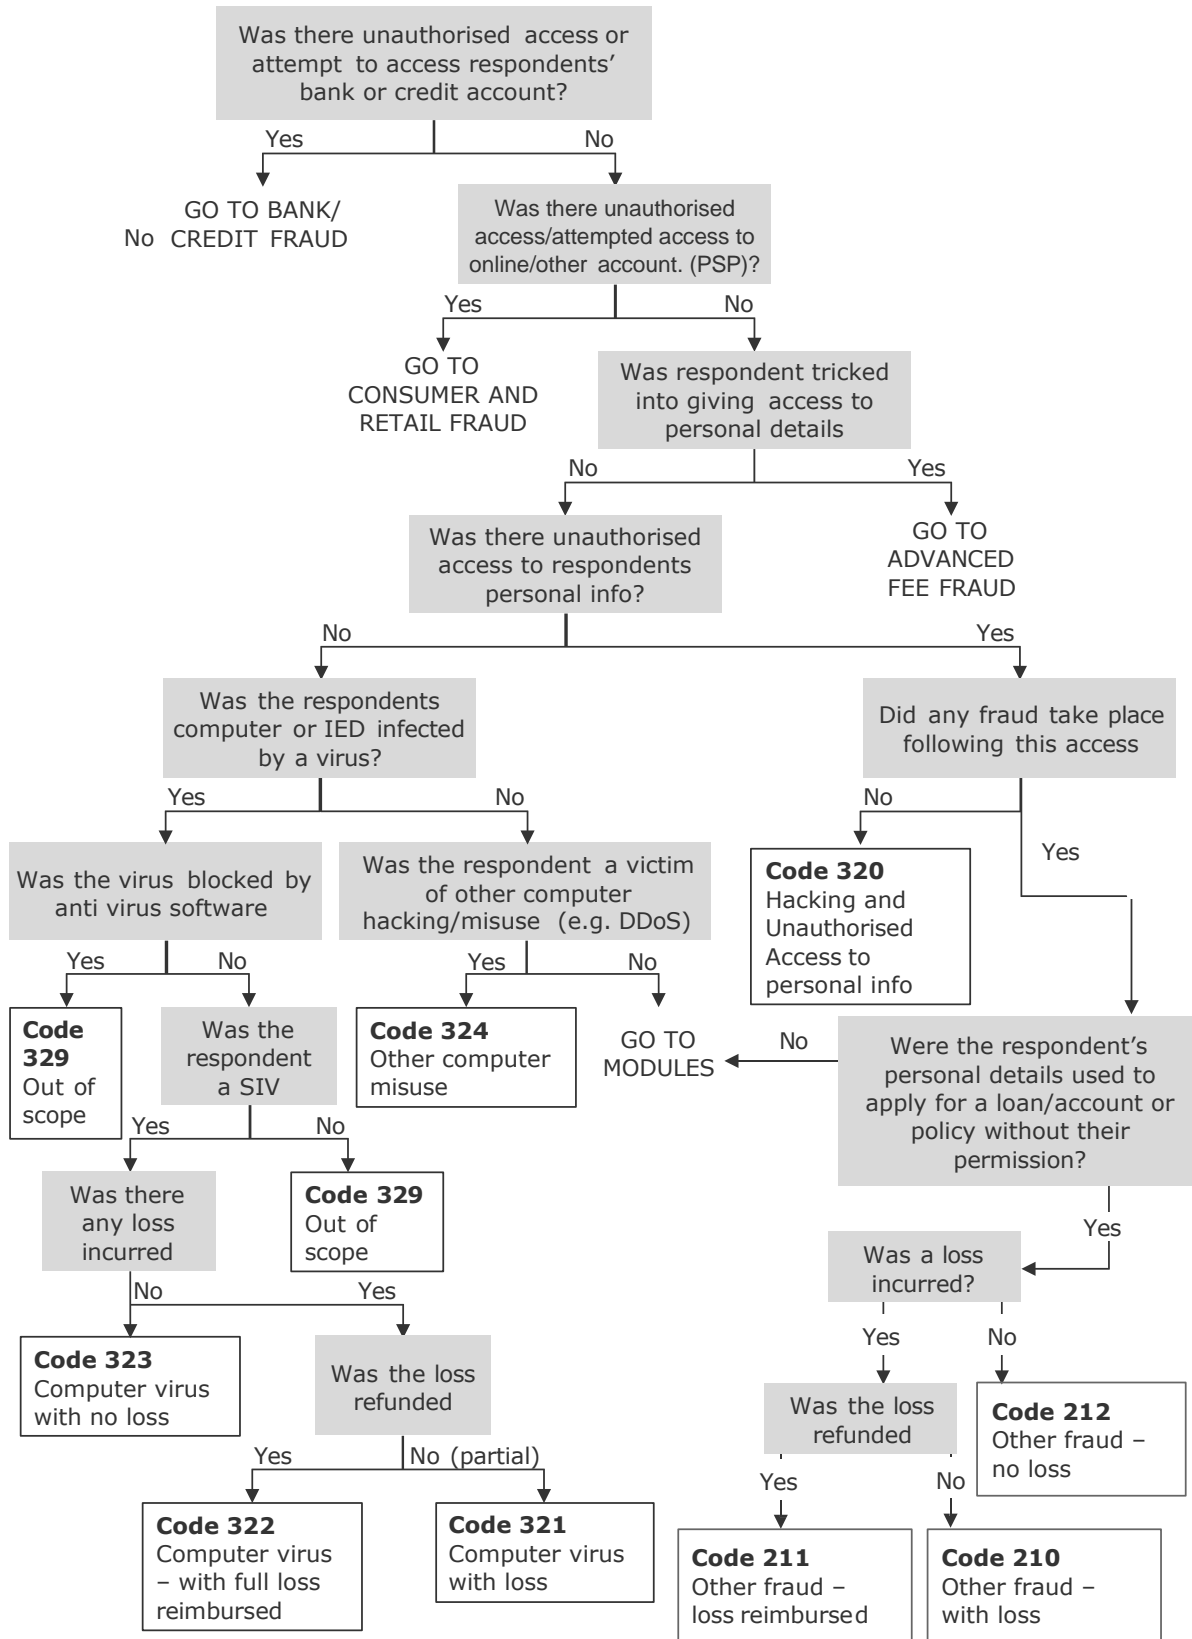 Was there unauthorised access or
attempt to access respondents’
bank or credit account?
Yes
No
GO TO BANK/
No CREDIT FRAUD
Was there unauthorised
access/attempted access to
online/other account. (PSP)?
Yes
No
GO TO
CONSUMER AND
RETAIL FRAUD
Was respondent tricked
into giving access to
personal details
No
Yes
Was there unauthorised
access to respondents
personal info?
GO TO
ADVANCED
FEE FRAUD
No
Yes
Was the respondents
computer or IED infected
by a virus?
Did any fraud take place
following this access
Yes
No
No
Yes
Was the virus blocked by
anti virus software
Was the respondent a victim
of other computer
hacking/misuse (e.g. DDoS)
Code 320
Hacking and
Unauthorised
Access to
personal info
Yes
No
Yes
No
Code
329
Out of
scope
Was the
respondent
a SIV
Code 324
Other computer
misuse
GO TO
MODULES
No
Were the respondent’s
personal details used to
apply for a loan/account or
policy without their
permission?
Yes
No
Yes
Was there
any loss
incurred
Code 329
Out of
scope
Was a loss
incurred?
No
Yes
Yes
No
Code 323
Computer virus
with no loss
Was the loss
refunded
Was the loss
refunded
Code 212
Other fraud –
no loss
Yes
No (partial)
Yes
No
Code 322
Computer virus
– with full loss
reimbursed
Code 321
Computer virus
with loss
Code 211
Other fraud –
loss reimbursed
Code 210
Other fraud –
with loss